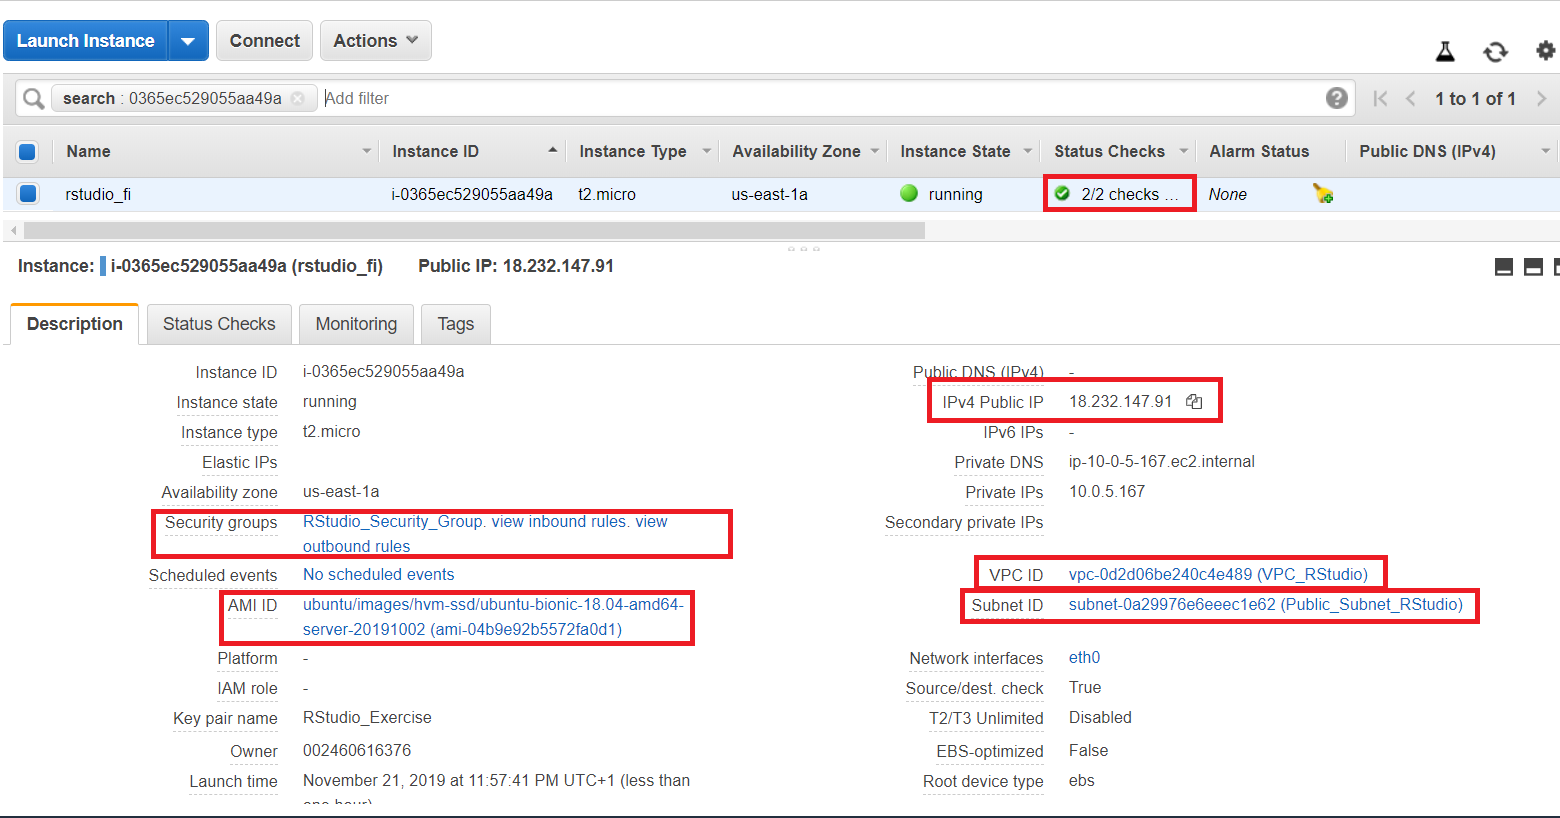 Launch Instance Connect Actions
search : 0365ec529055aa49a Add filter 1 to 1 of 1
Name Instance ID Instance Type Availability Zone Instance State Status Checks Alarm Status Public DNS (IPv4)
rstudio_fi i-0365ec529055aa49a t2.micro us-east-1a running 2/2 checks ... None
Instance: i-0365ec529055aa49a (rstudio_fi) Public IP: 18.232.147.91
Description Status Checks Monitoring Tags
Instance ID i-0365ec529055aa49a
Instance state running
Instance type t2.micro
Elastic IPs
Availability zone us-east-1a
Security groups RStudio_Security_Group. view inbound rules. view
outbound rules
Scheduled events No scheduled events
AMI ID ubuntu/images/hvm-ssd/ubuntu-bionic-18.04-amd64-
server-20191002 (ami-04b9e92b5572fa0d1)
Platform -
IAM role -
Key pair name RStudio_Exercise
Owner 002460616376
Launch time November 21, 2019 at 11:57:41 PM UTC+1 (less than
one hour)
Public DNS (IPv4) -
IPv4 Public IP 18.232.147.91
IPv6 IPs -
Private DNS ip-10-0-5-167.ec2.internal
Private IPs 10.0.5.167
Secondary private IPs
VPC ID vpc-0d2d06be240c4e489 (VPC_RStudio)
Subnet ID subnet-0a29976e6eeec1e62 (Public_Subnet_RStudio)
Network interfaces eth0
Source/dest. check True
T2/T3 Unlimited Disabled
EBS-optimized False
Root device type ebs